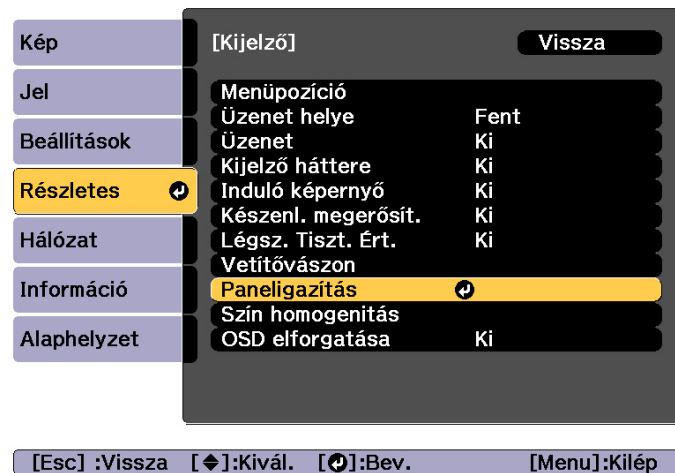 Kép
Jel
Beállítások
Részletes
Hálózat
Információ
Alaphelyzet
[Kijelző] Vissza
Menüpozíció
Üzenet helye Fent
Üzenet Ki
Kijelző háttere Ki
Induló képernyő Ki
Készenl. megerősít. Ki
Légsz. Tiszt. Ért. Ki
Vetítővászon
Paneligazítás
Szín homogenitás
OSD elforgatása Ki
[Esc] :Vissza [◆]:Kivál. [↵]:Bev. [Menu]:Kilép